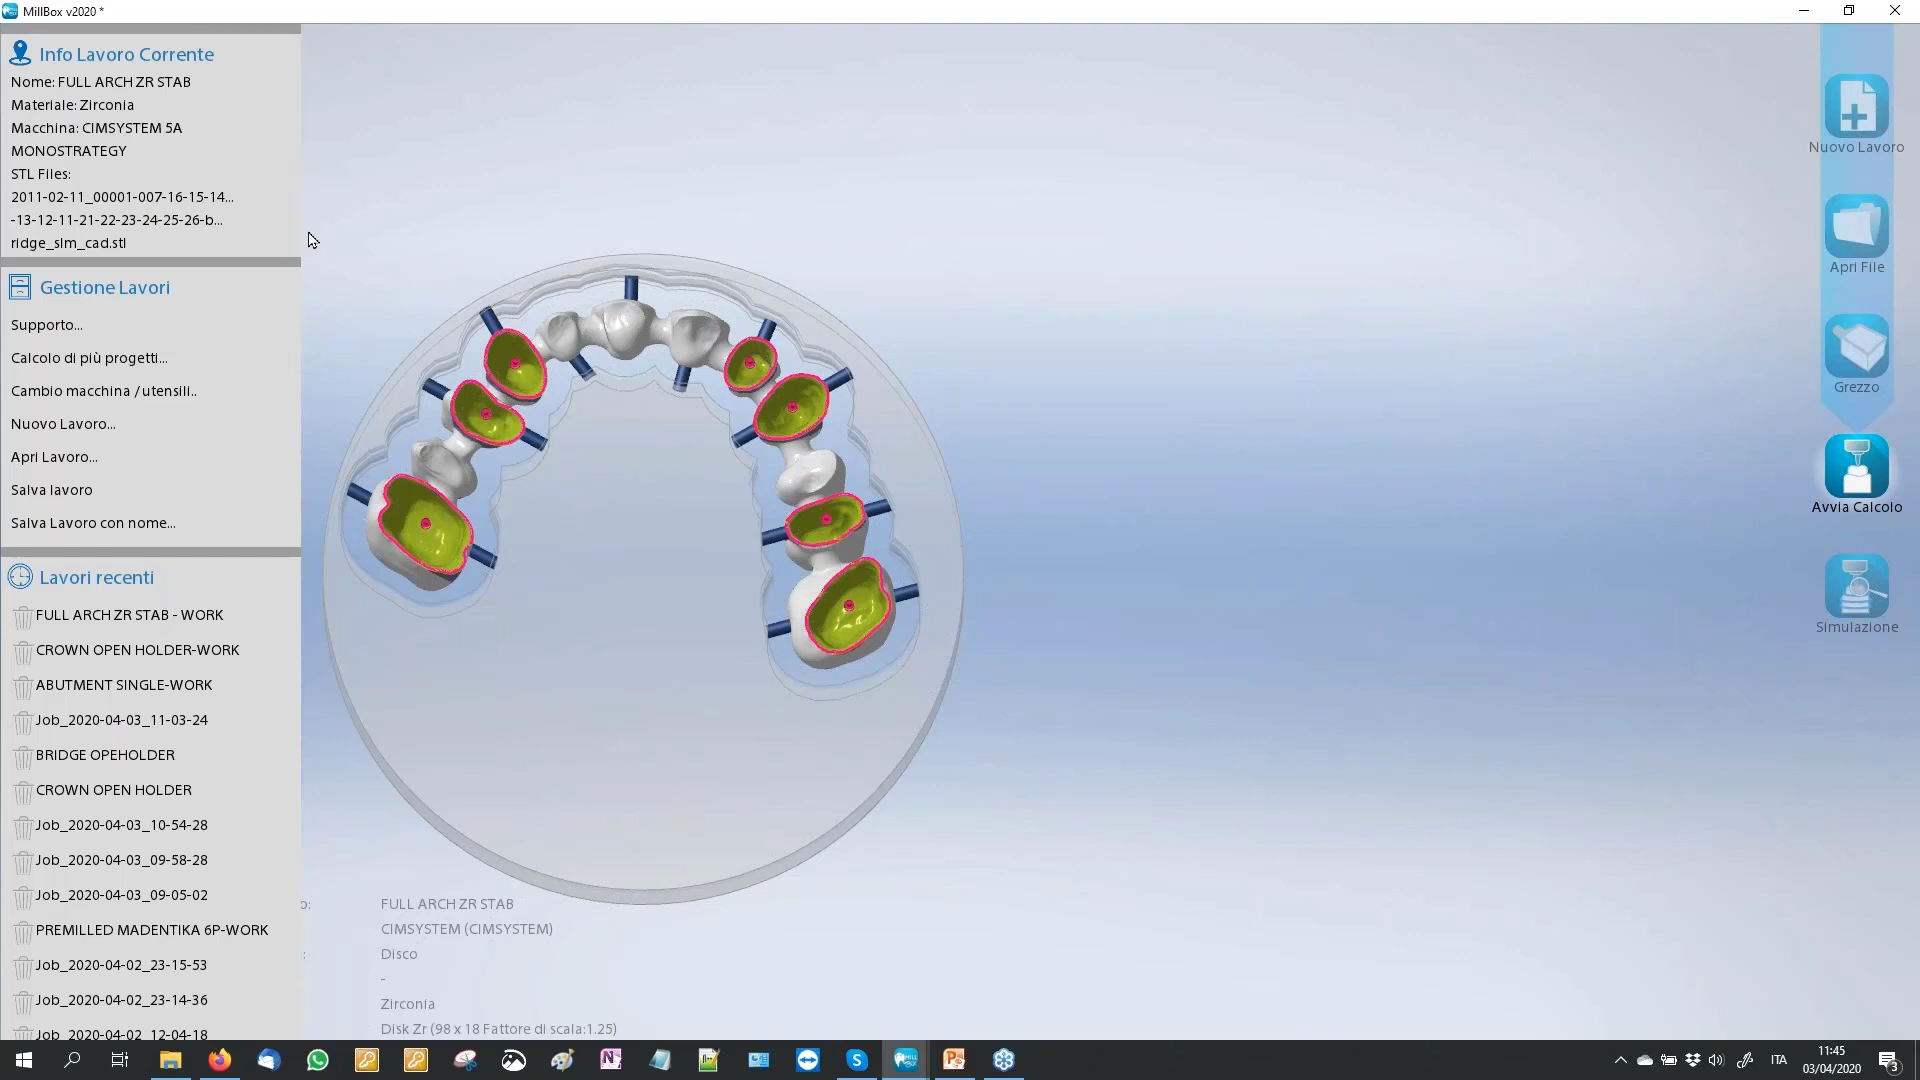 MillBox v2020 *
Info Lavoro Corrente
Nome: FULL ARCH ZR STAB
Materiale: Zirconia
Macchina: CIMSYSTEM 5A
MONOSTRATEGY
STL Files:
2011-02-11_00001-007-16-15-14...
-13-12-11-21-22-23-24-25-26-b...
ridge_slm_cad.stl
Gestione Lavori
Supporto...
Calcolo di più progetti...
Cambio macchina / utensili..
Nuovo Lavoro...
Apri Lavoro...
Salva lavoro
Salva Lavoro con nome...
Lavori recenti
FULL ARCH ZR STAB - WORK
CROWN OPEN HOLDER-WORK
ABUTMENT SINGLE-WORK
Job_2020-04-03_11-03-24
BRIDGE OPEHOLDER
CROWN OPEN HOLDER
Job_2020-04-03_10-54-28
Job_2020-04-03_09-58-28
Job_2020-04-03_09-05-02
PREMILLED MADENTIKA 6P-WORK
Job_2020-04-02_23-15-53
Job_2020-04-02_23-14-36
Job_2020-04-02_12-04-18
o: FULL ARCH ZR STAB
CIMSYSTEM (CIMSYSTEM)
: Disco
-
Zirconia
Disk Zr (98 x 18 Fattore di scala:1.25)
Nuovo Lavoro
Apri File
Grezzo
Avvia Calcolo
Simulazione
ITA
11:45
03/04/2020
3